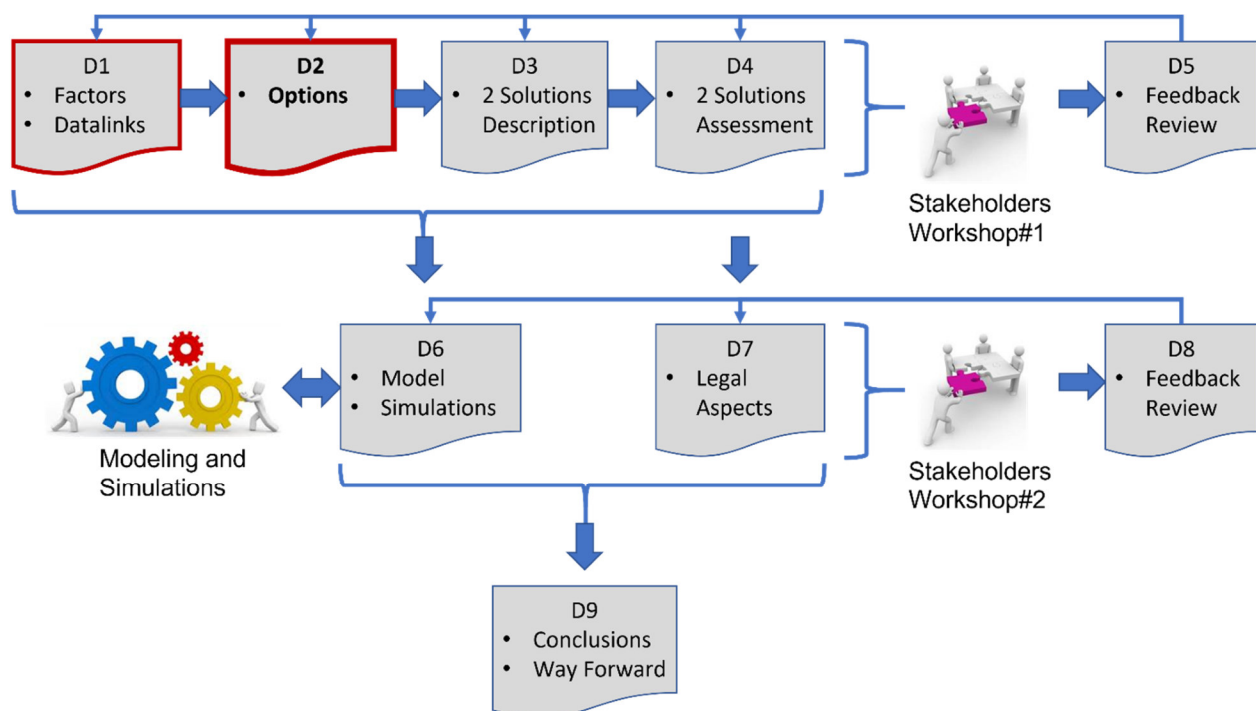 D1
• Factors
• Datalinks
D2
• Options
D3
• 2 Solutions
Description
D4
• 2 Solutions
Assessment
Stakeholders
Workshop#1
D5
• Feedback
Review
Modeling and
Simulations
D6
• Model
• Simulations
D7
• Legal
Aspects
Stakeholders
Workshop#2
D8
• Feedback
Review
D9
• Conclusions
• Way Forward